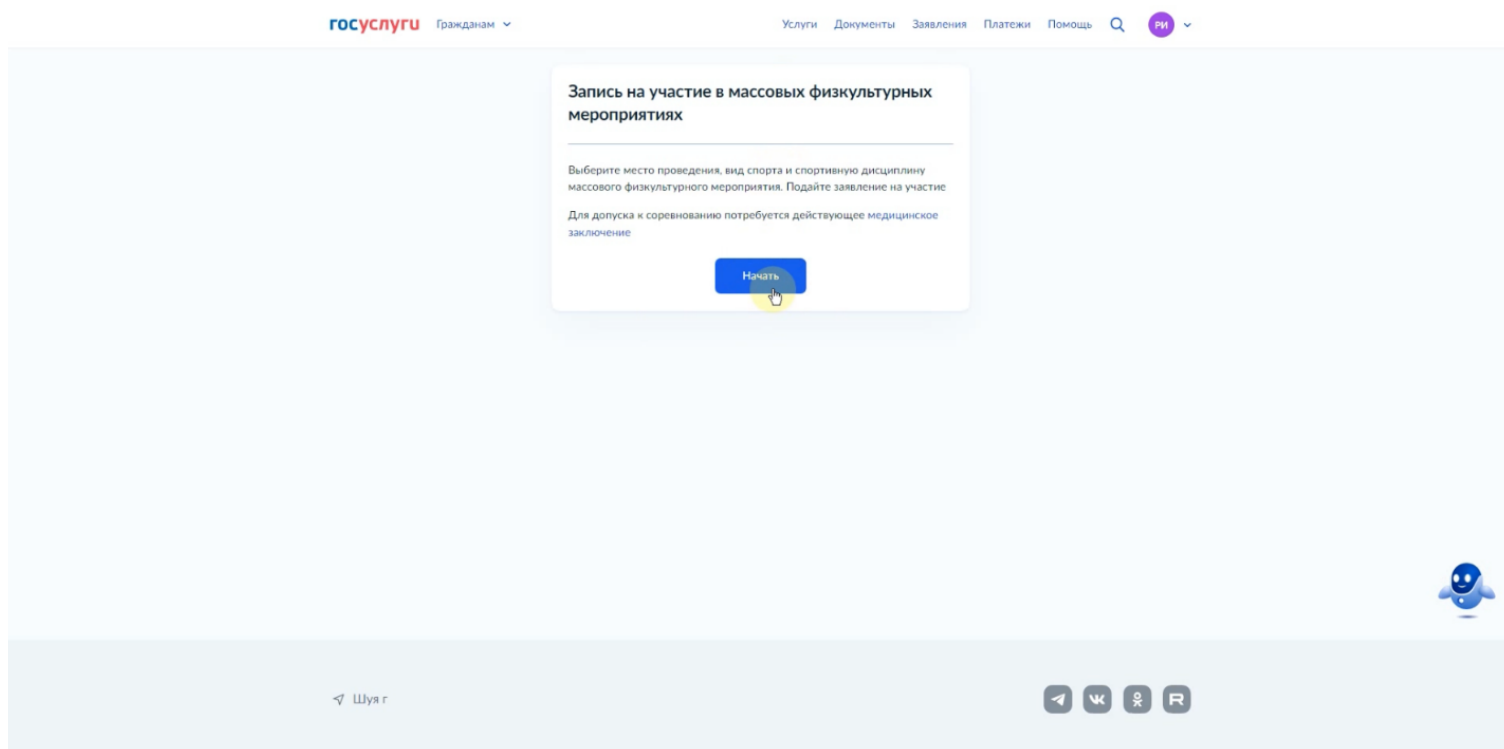 госуслуги Гражданам Услуги Документы Заявления Платежи Помощь РИ
Запись на участие в массовых физкультурных
мероприятиях
Выберите место проведения, вид спорта и спортивную дисциплину
массового физкультурного мероприятия. Подайте заявление на участие
Для допуска к соревнованию потребуется действующее медицинское
заключение
Начать
Шуя г